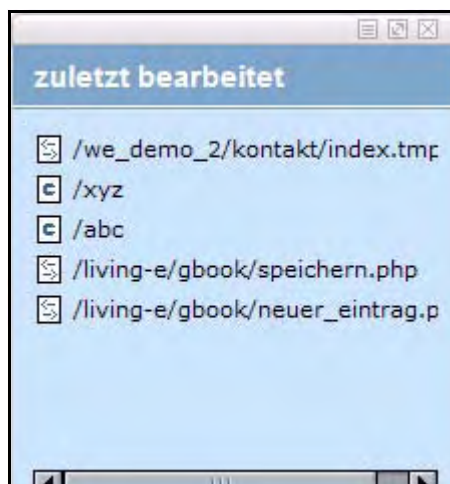 zuletzt bearbeitet
/we_demo_2/kontakt/index.tmp
/xyz
/abc
/living-e/gbook/speichern.php
/living-e/gbook/neuer_eintrag.p